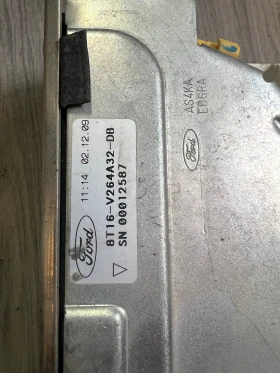 11:14 02.12.09
Ford
8T16-V264A32-DB
SN 00012587
AS4KA
E06RA
Ford